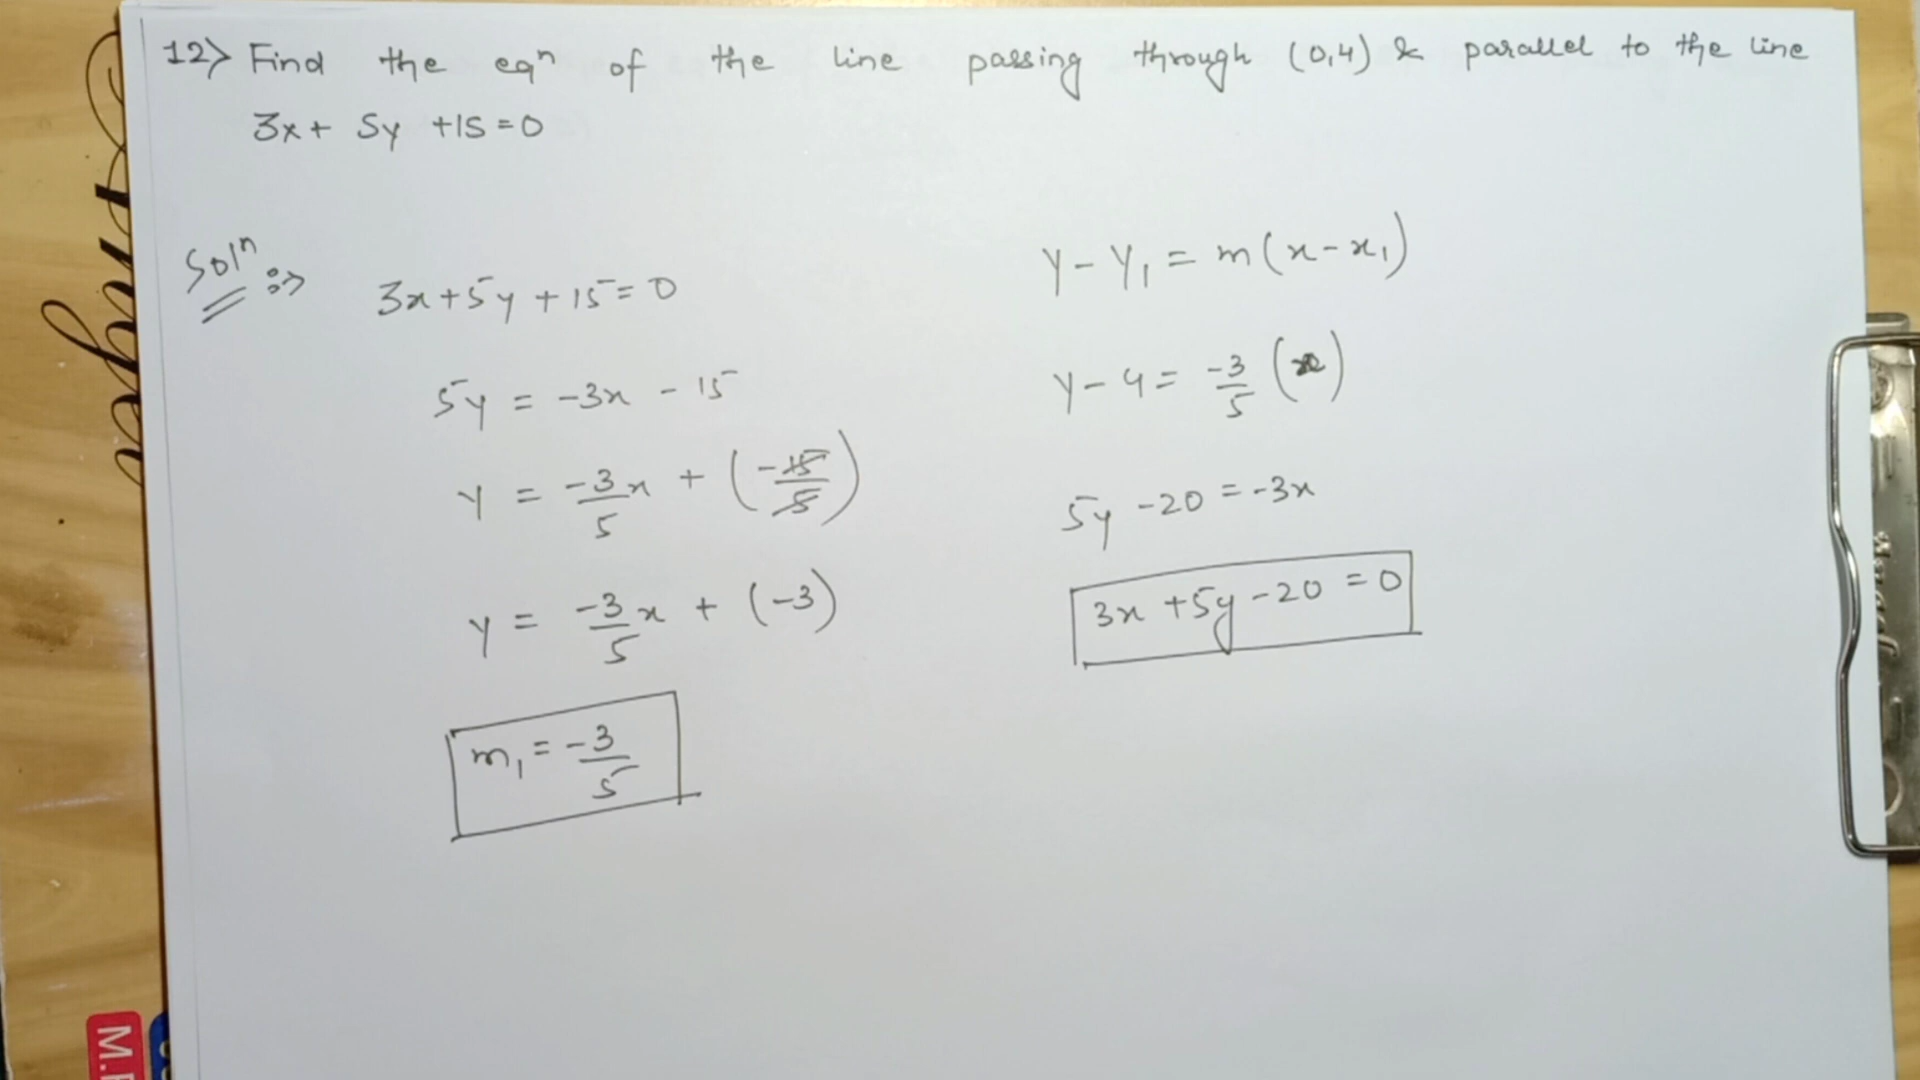 12> Find the eqⁿ of the line passing through (0,4) & parallel to the line
3x + 5y + 15 = 0
Solⁿ :->
3x + 5y + 15 = 0
5y = -3x - 15
y = -3/5 x + (-15/5)
y = -3/5 x + (-3)
m₁ = -3/5
y - y₁ = m(x - x₁)
y - 4 = -3/5 (x)
5y - 20 = -3x
3x + 5y - 20 = 0
M.